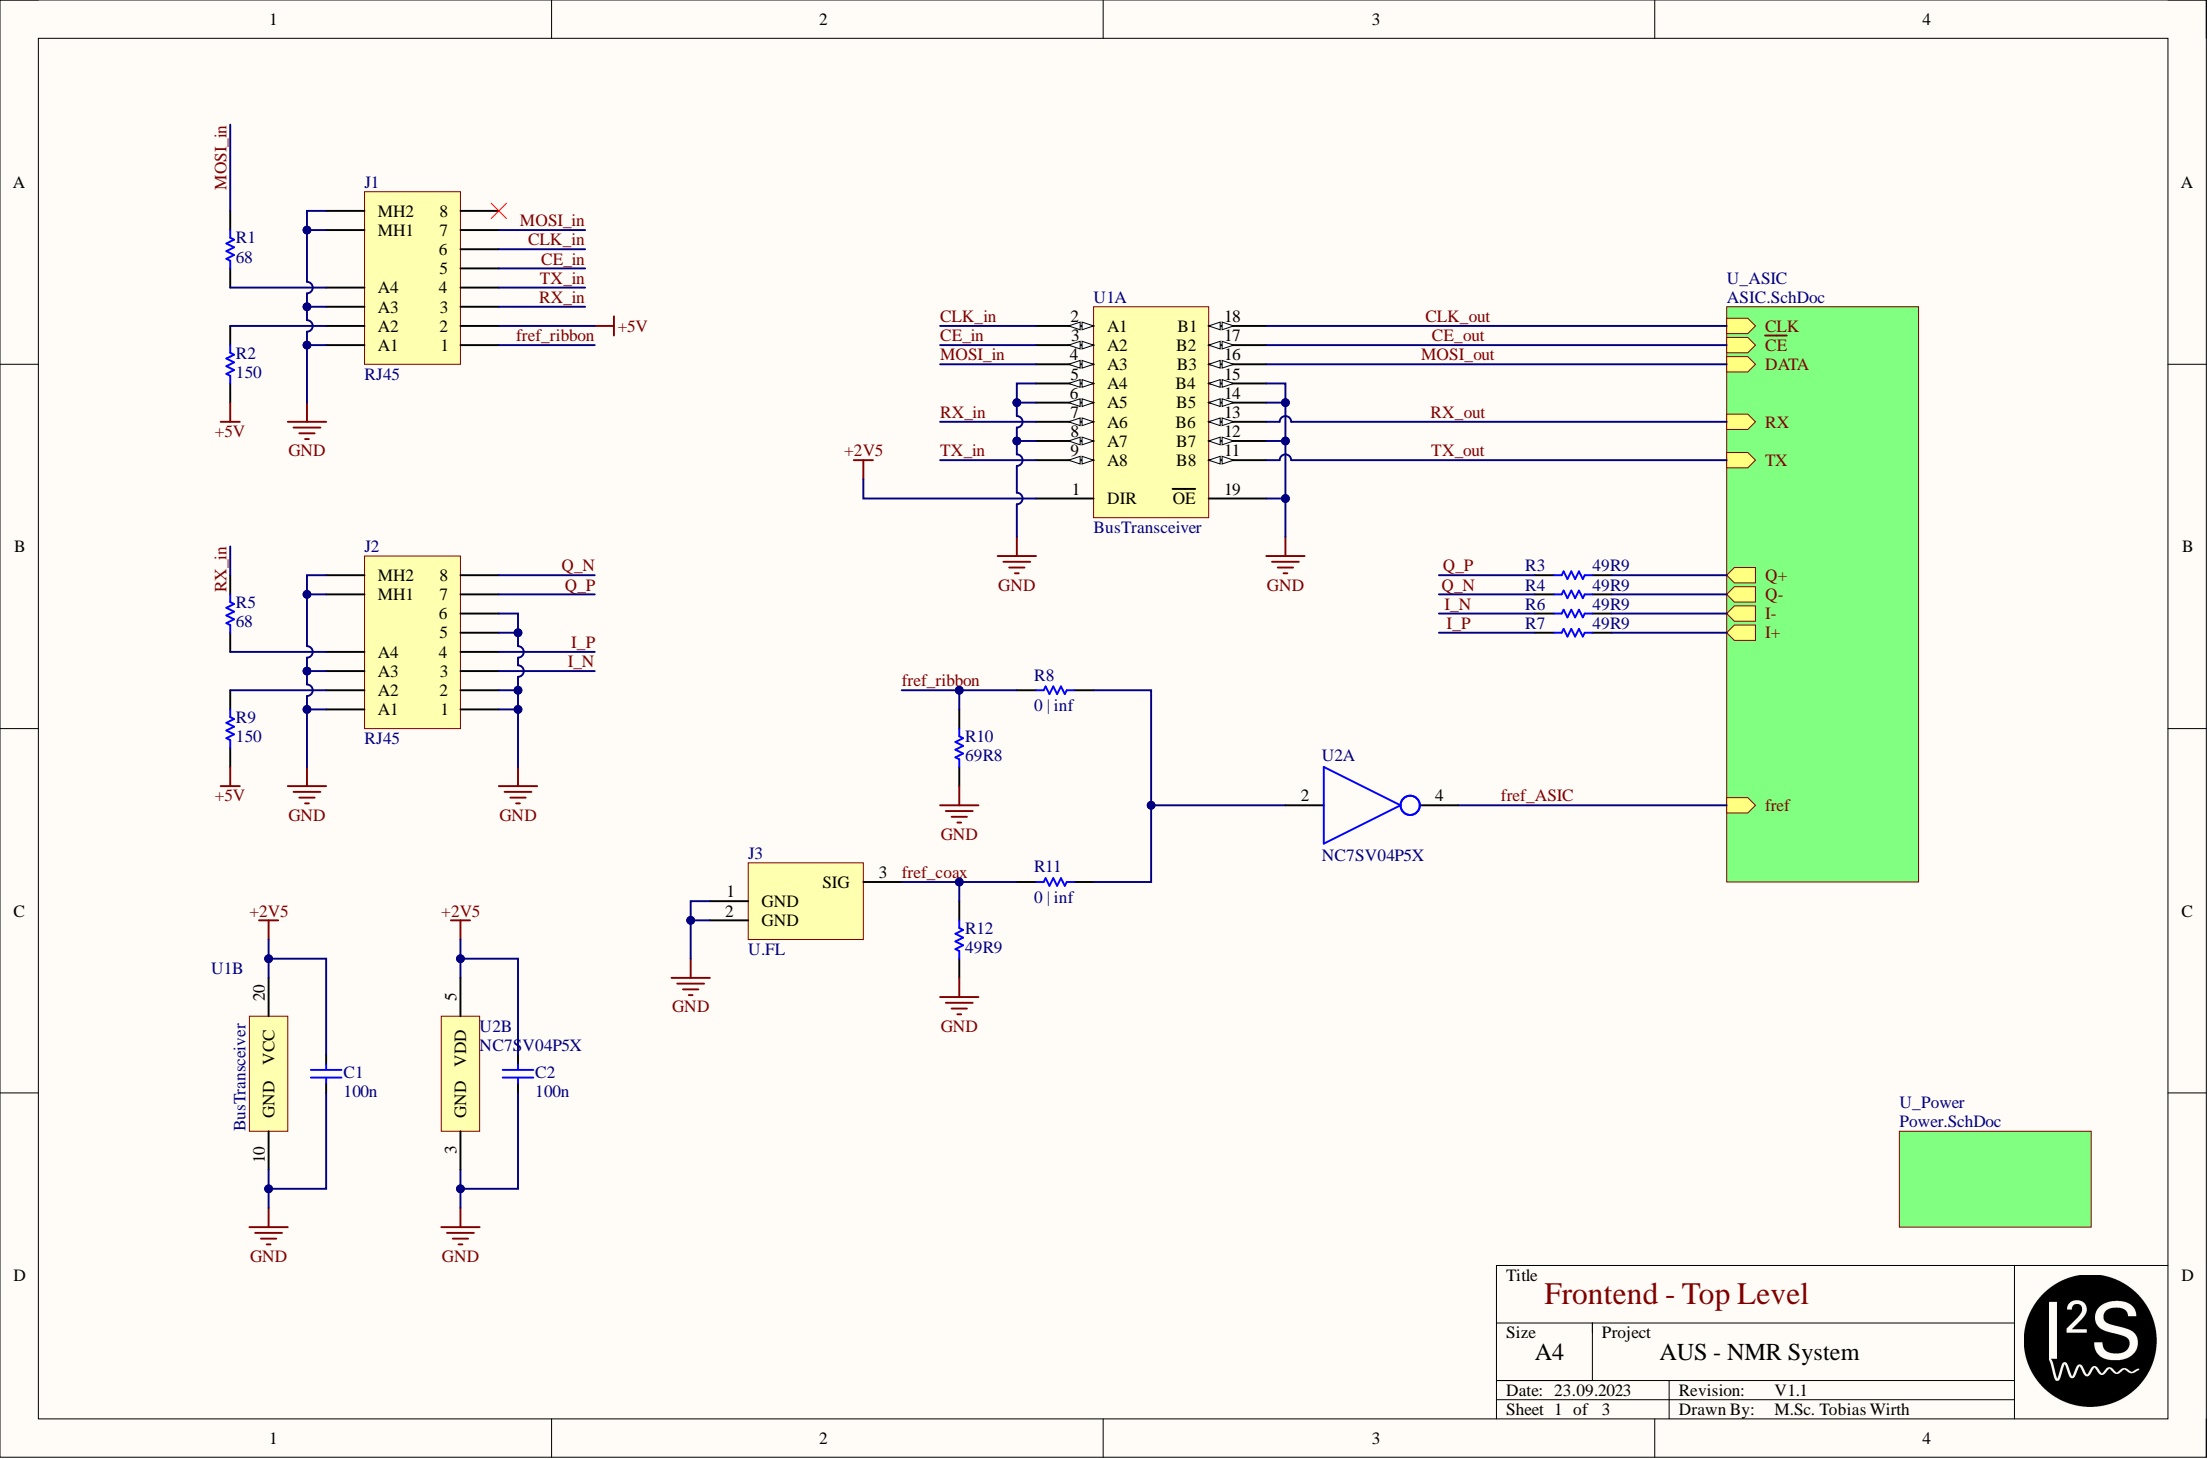 1 2 3 4
A A
B B
C C
D D
1 2 3 4
MOSI_in
R1
68
R2
150
+5V
J1
MH2 8
MH1 7 MOSI_in
6 CLK_in
5 CE_in
A4 4 TX_in
A3 3 RX_in
A2 2 +5V
A1 1 fref_ribbon
RJ45
GND
RX_in
R5
68
R9
150
+5V
J2
MH2 8 Q_N
MH1 7 Q_P
6
5
A4 4 I_P
A3 3 I_N
A2 2
A1 1
RJ45
GND
GND
+2V5
U1B
20
VCC
GND
BusTransceiver
10
C1
100n
GND
+2V5
5
VDD
GND
U2B
NC7SV04P5X
3
C2
100n
GND
U1A
CLK_in 2 A1 B1 18 CLK_out
CE_in 3 A2 B2 17 CE_out
MOSI_in 4 A3 B3 16 MOSI_out
5 A4 B4 15
6 A5 B5 14
RX_in 7 A6 B6 13 RX_out
8 A7 B7 12
TX_in 9 A8 B8 11 TX_out
+2V5
1 DIR OE 19
BusTransceiver
GND
GND
U_ASIC
ASIC.SchDoc
CLK
CE
DATA
RX
TX
Q_P R3 49R9 Q+
Q_N R4 49R9 Q-
I_N R6 49R9 I-
I_P R7 49R9 I+
fref
fref_ribbon
R8
0 | inf
R10
69R8
GND
U2A
2 4 fref_ASIC
NC7SV04P5X
J3
SIG 3 fref_coax
1 GND
2 GND
U.FL
GND
R11
0 | inf
R12
49R9
GND
U_Power
Power.SchDoc
Title
Frontend - Top Level
Size
A4
Project
AUS - NMR System
Date: 23.09.2023
Revision: V1.1
Sheet 1 of 3
Drawn By: M.Sc. Tobias Wirth
I²S